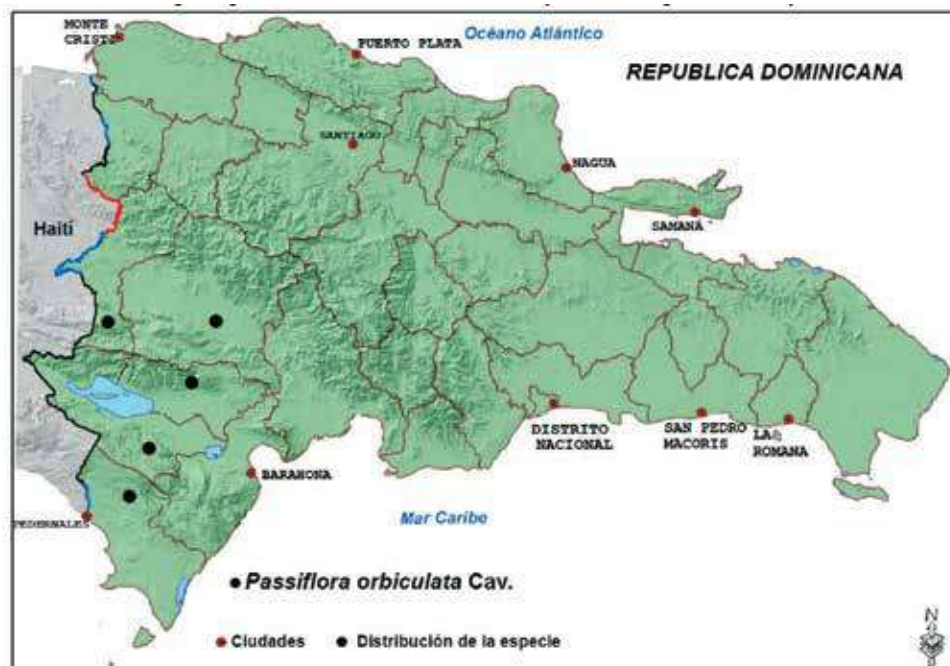 MONTE
CRISTI
PUERTO PLATA
Océano Atlántico
REPUBLICA DOMINICANA
SANTIAGO
NAGUA
Haití
SAMANÁ
DISTRITO
NACIONAL
SAN PEDRO
MACORIS
LA
ROMANA
BARAHONA
PEDERNALES
Mar Caribe
Passiflora orbiculata Cav.
Ciudades
Distribución de la especie
N